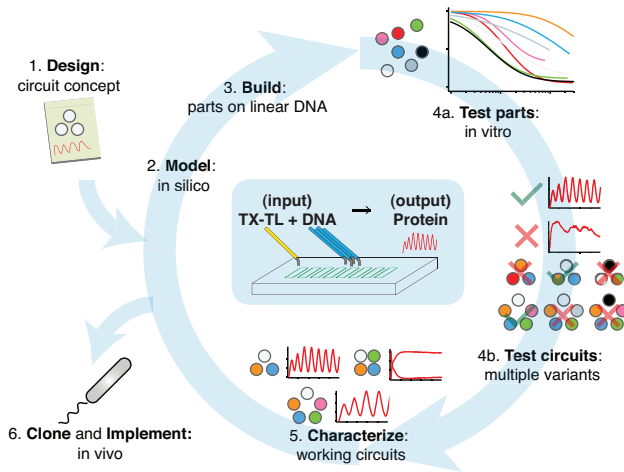 1. Design:
circuit concept
2. Model:
in silico
3. Build:
parts on linear DNA
4a. Test parts:
in vitro
(input)
TX-TL + DNA
→
(output)
Protein
4b. Test circuits:
multiple variants
5. Characterize:
working circuits
6. Clone and Implement:
in vivo